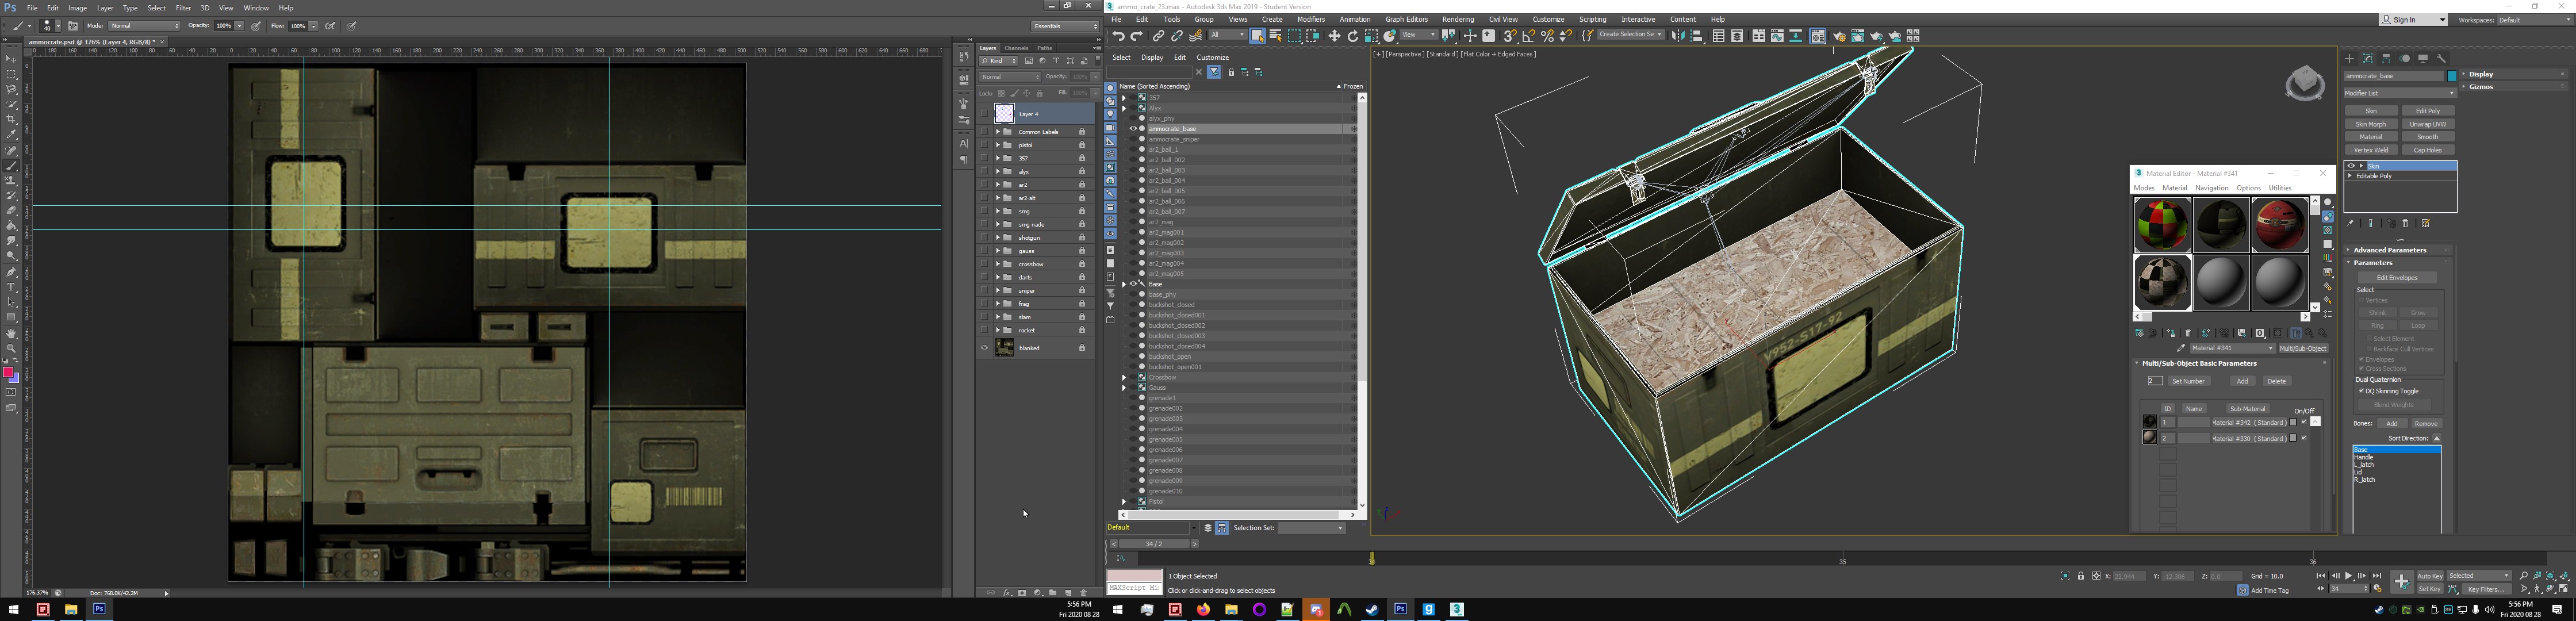 Ps File Edit Image Layer Type Select Filter 3D View Window Help
Mode: Normal Opacity: 100% Flow: 100% Essentials
ammocrate.psd @ 176% (Layer 4, RGB/8) *
Layers Channels Paths
Kind
Normal Opacity: 100%
Lock: Fill: 100%
Layer 4
Common Labels
pistol
357
alyx
ar2
ar2-alt
smg
smg nade
shotgun
gauss
crossbow
darts
sniper
frag
slam
rocket
blanked
176.37% Doc: 768.0K/42.2M
5:56 PM
Fri 2020 08 28
ammo_crate_23.max - Autodesk 3ds Max 2019 - Student Version
File Edit Tools Group Views Create Modifiers Animation Graph Editors Rendering Civil View Customize Scripting Interactive Content Help
Sign In Workspaces: Default
All View Create Selection Se
Select Display Edit Customize
Name (Sorted Ascending) Frozen
357
Alyx
alyx_phy
ammocrate_base
ammocrate_sniper
ar2_ball_1
ar2_ball_002
ar2_ball_003
ar2_ball_004
ar2_ball_005
ar2_ball_006
ar2_ball_007
ar2_mag
ar2_mag001
ar2_mag002
ar2_mag003
ar2_mag004
ar2_mag005
Base
base_phy
buckshot_closed
buckshot_closed001
buckshot_closed002
buckshot_closed003
buckshot_closed004
buckshot_open
buckshot_open001
Crossbow
Gauss
grenade1
grenade002
grenade003
grenade004
grenade005
grenade006
grenade007
grenade008
grenade009
grenade010
Pistol
Default Selection Set:
34 / 2
[+] [Perspective] [Standard] [Flat Color + Edged Faces]
V952-S17-92
Material Editor - Material #341
Modes Material Navigation Options Utilities
Material #341 Multi/Sub-Object
Multi/Sub-Object Basic Parameters
2 Set Number Add Delete
ID Name Sub-Material On/Off
1 Material #342 (Standard)
2 Material #330 (Standard)
ammocrate_base
Modifier List
Skin Edit Poly
Skin Morph Unwrap UVW
Material Smooth
Vertex Weld Cap Holes
Skin
Editable Poly
Display
Gizmos
Advanced Parameters
Parameters
Edit Envelopes
Select
Vertices
Shrink Grow
Ring Loop
Select Element
Backface Cull Vertices
Envelopes
Cross Sections
Dual Quaternion
DQ Skinning Toggle
Blend Weights
Bones: Add Remove
Sort Direction:
Base
Handle
L_latch
Lid
R_latch
35 36
1 Object Selected
Click or click-and-drag to select objects
MAXScript Mi
X: 22.944 Y: -12.306 Z: 0.0 Grid = 10.0
Add Time Tag
34
Auto Key Selected
Set Key Key Filters...
5:56 PM
Fri 2020 08 28